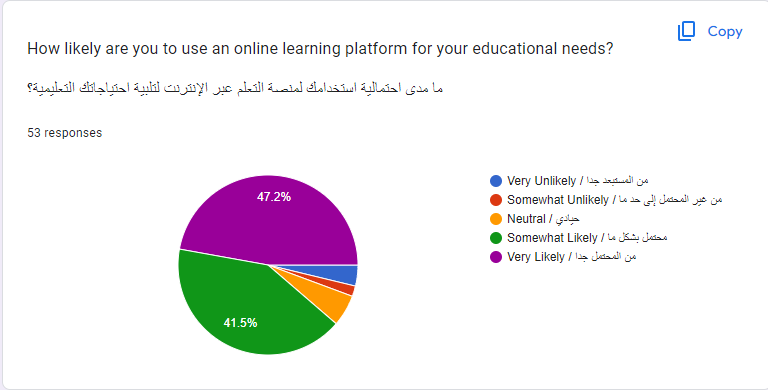 Copy
How likely are you to use an online learning platform for your educational needs?
ما مدى احتمالية استخدامك لمنصة التعلم عبر الإنترنت لتلبية احتياجاتك التعليمية؟
53 responses
47.2%
41.5%
Very Unlikely / من المستبعد جدا
Somewhat Unlikely / من غير المحتمل إلى حد ما
Neutral / حيادي
Somewhat Likely / محتمل بشكل ما
Very Likely / من المحتمل جدا